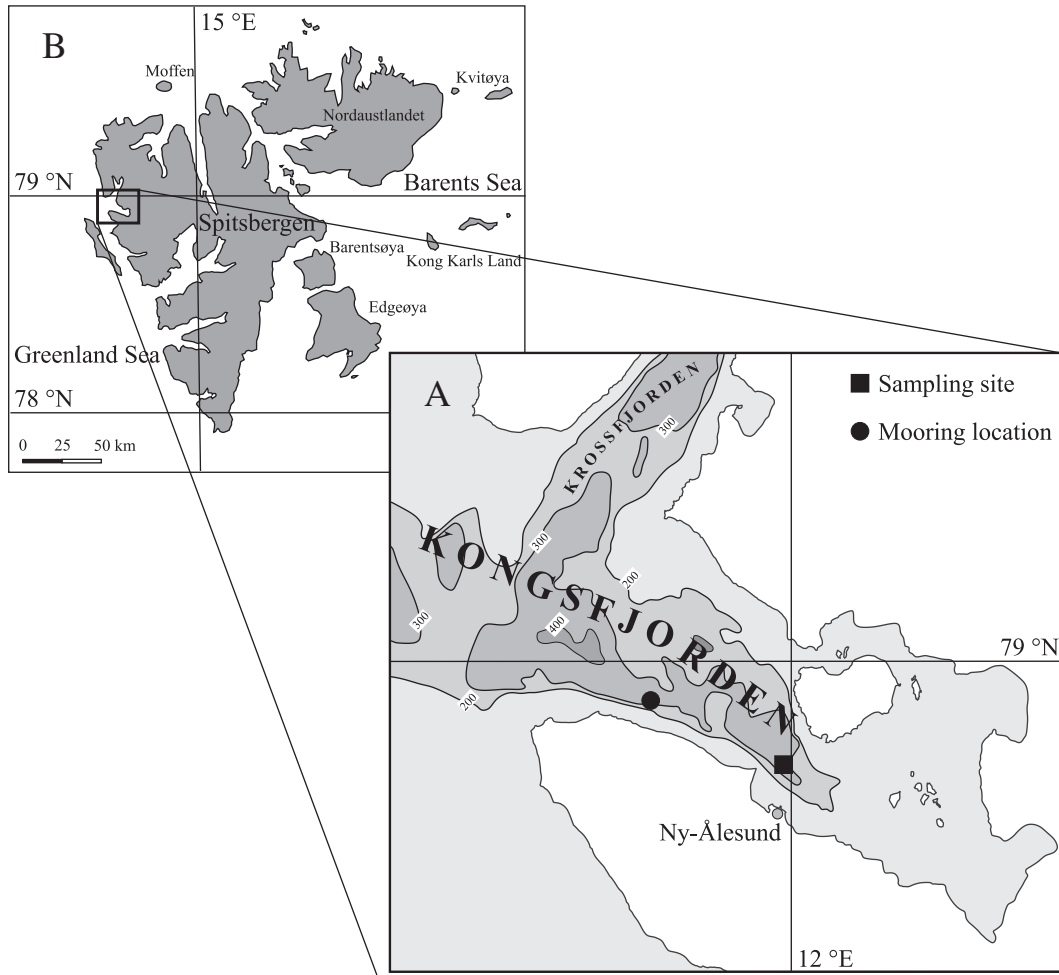 15 °E
B
Moffen
Kvitøya
Nordaustlandet
79 °N
Barents Sea
Spitsbergen
Barentsøya
Kong Karls Land
Edgeøya
Greenland Sea
78 °N
0 25 50 km
A
Sampling site
Mooring location
KROSSFJORDEN
300
KONGSFJORDEN
300
200
400
300
79 °N
200
Ny-Ålesund
12 °E